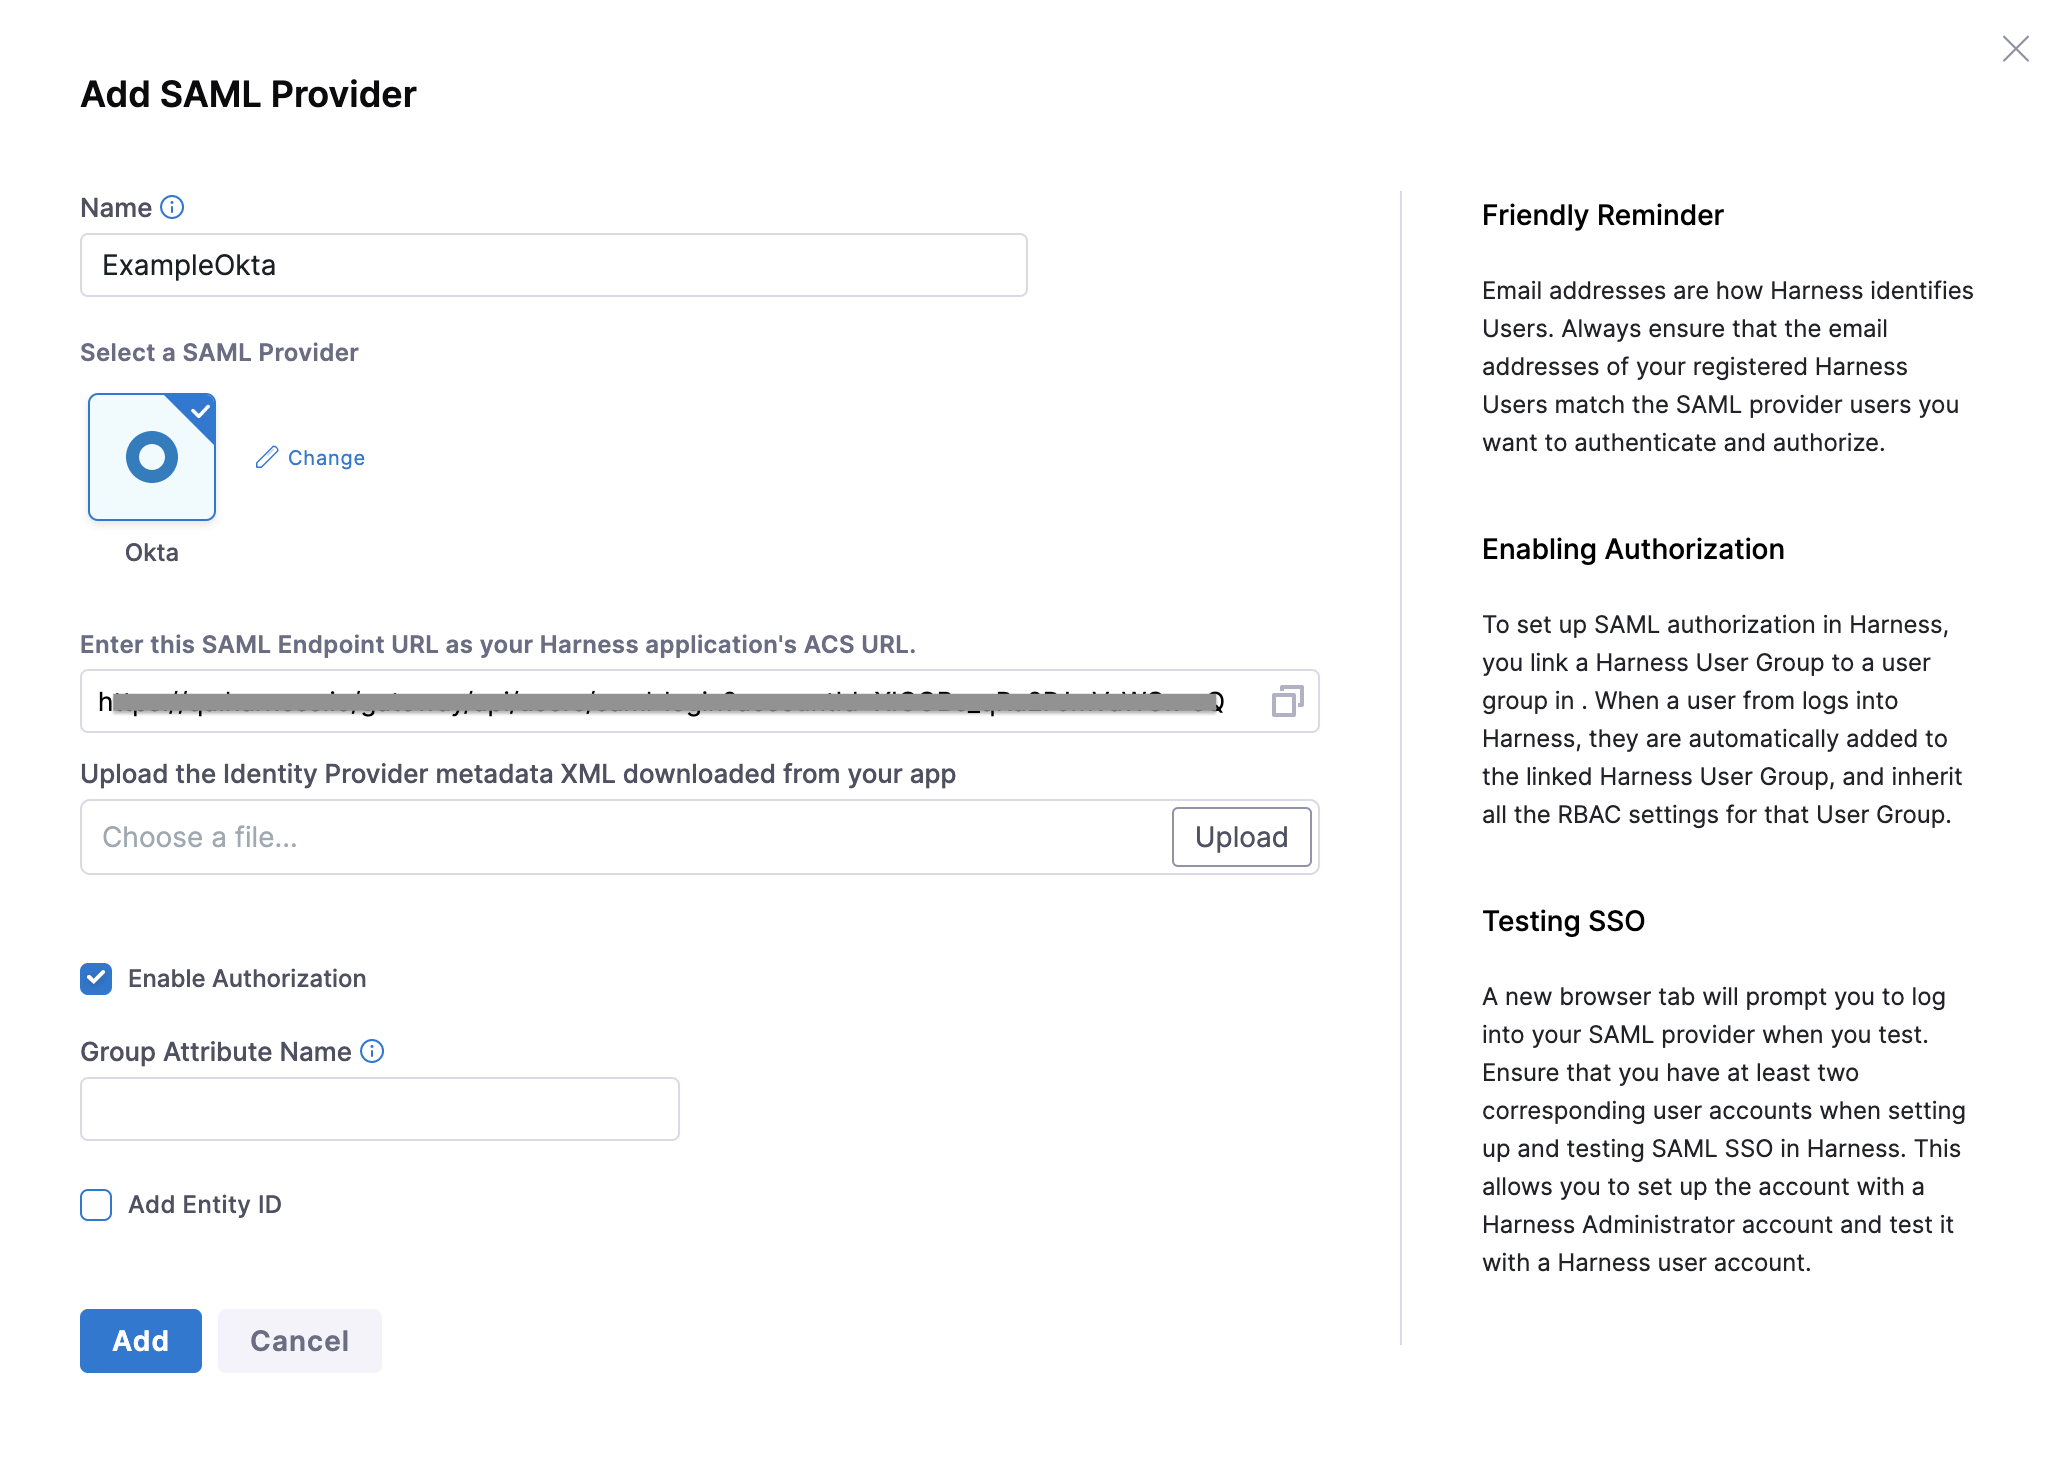 Add SAML Provider
Name
ExampleOkta
Select a SAML Provider
Change
Okta
Enter this SAML Endpoint URL as your Harness application's ACS URL.
Upload the Identity Provider metadata XML downloaded from your app
Choose a file...
Upload
Enable Authorization
Group Attribute Name
Add Entity ID
Add
Cancel
Friendly Reminder
Email addresses are how Harness identifies
Users. Always ensure that the email
addresses of your registered Harness
Users match the SAML provider users you
want to authenticate and authorize.
Enabling Authorization
To set up SAML authorization in Harness,
you link a Harness User Group to a user
group in . When a user from logs into
Harness, they are automatically added to
the linked Harness User Group, and inherit
all the RBAC settings for that User Group.
Testing SSO
A new browser tab will prompt you to log
into your SAML provider when you test.
Ensure that you have at least two
corresponding user accounts when setting
up and testing SAML SSO in Harness. This
allows you to set up the account with a
Harness Administrator account and test it
with a Harness user account.